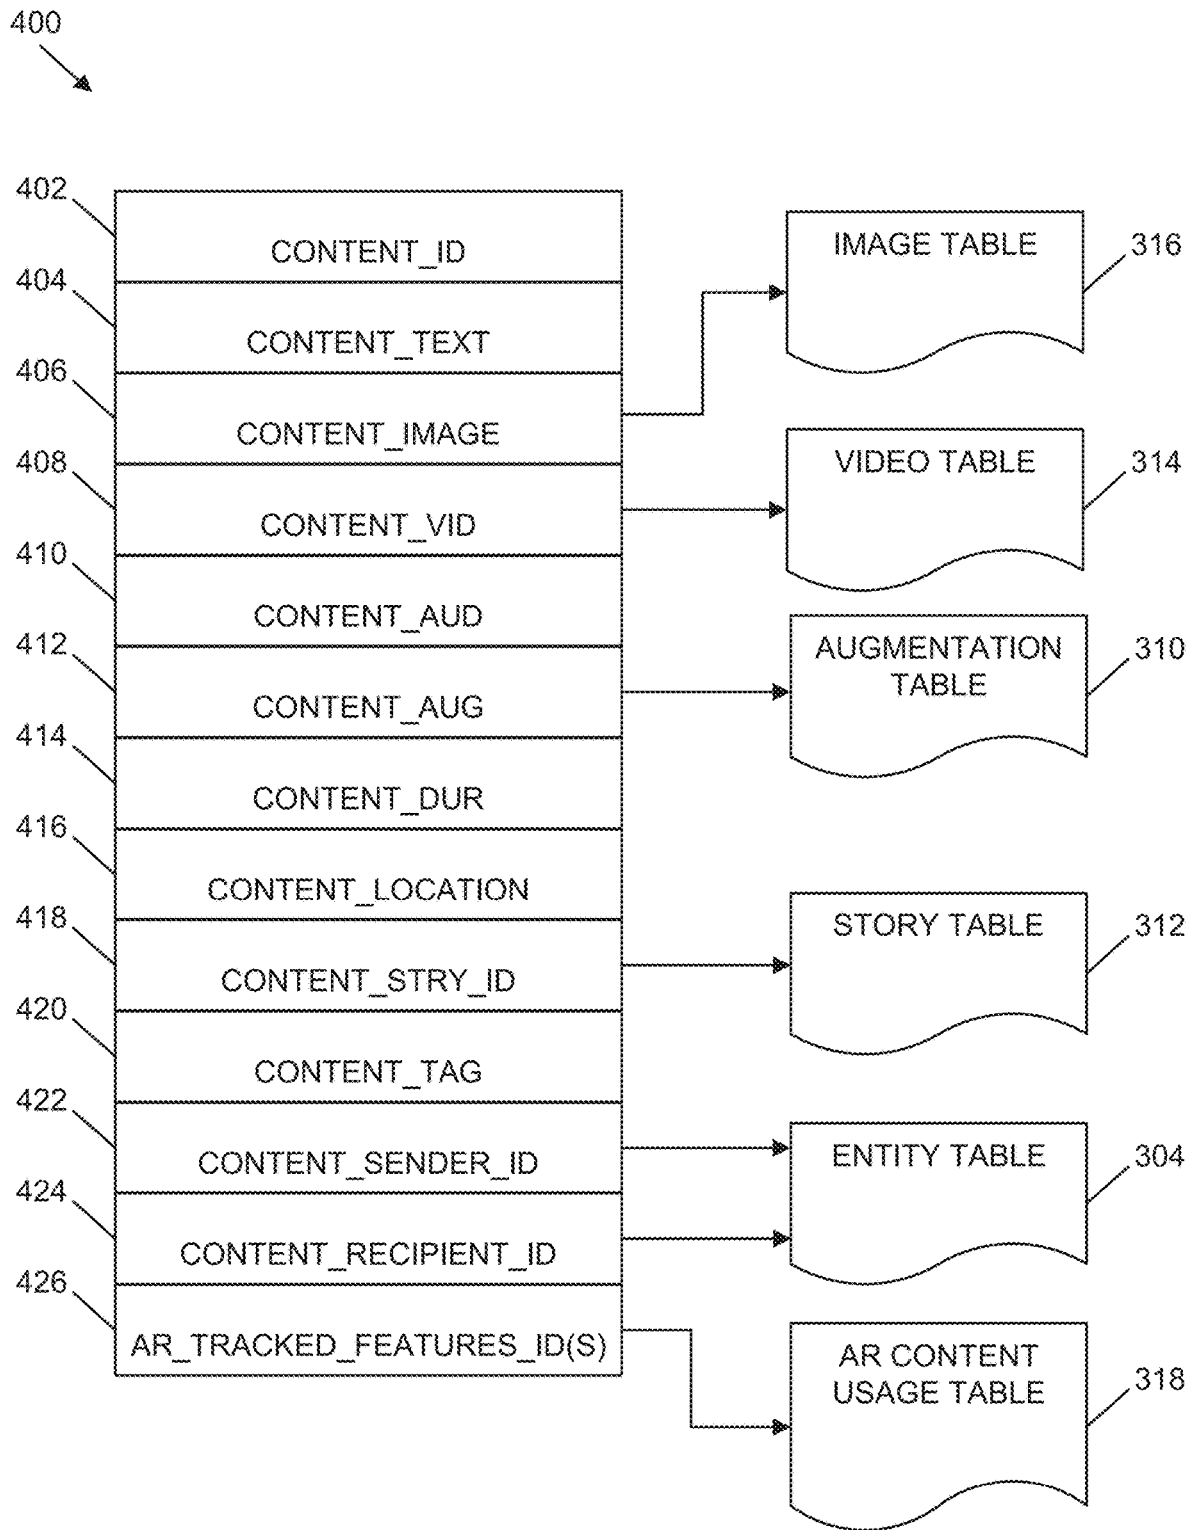 400
402
CONTENT_ID
404
CONTENT_TEXT
406
CONTENT_IMAGE
408
CONTENT_VID
410
CONTENT_AUD
412
CONTENT_AUG
414
CONTENT_DUR
416
CONTENT_LOCATION
418
CONTENT_STRY_ID
420
CONTENT_TAG
422
CONTENT_SENDER_ID
424
CONTENT_RECIPIENT_ID
426
AR_TRACKED_FEATURES_ID(S)
IMAGE TABLE
316
VIDEO TABLE
314
AUGMENTATION
TABLE
310
STORY TABLE
312
ENTITY TABLE
304
AR CONTENT
USAGE TABLE
318